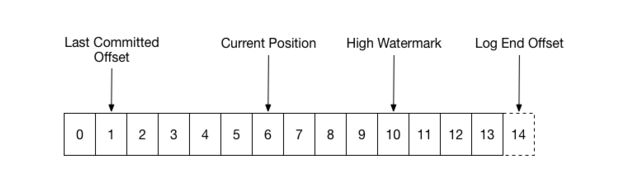 Last Committed
Offset
Current Position
High Watermark
Log End Offset
0 1 2 3 4 5 6 7 8 9 10 11 12 13 14